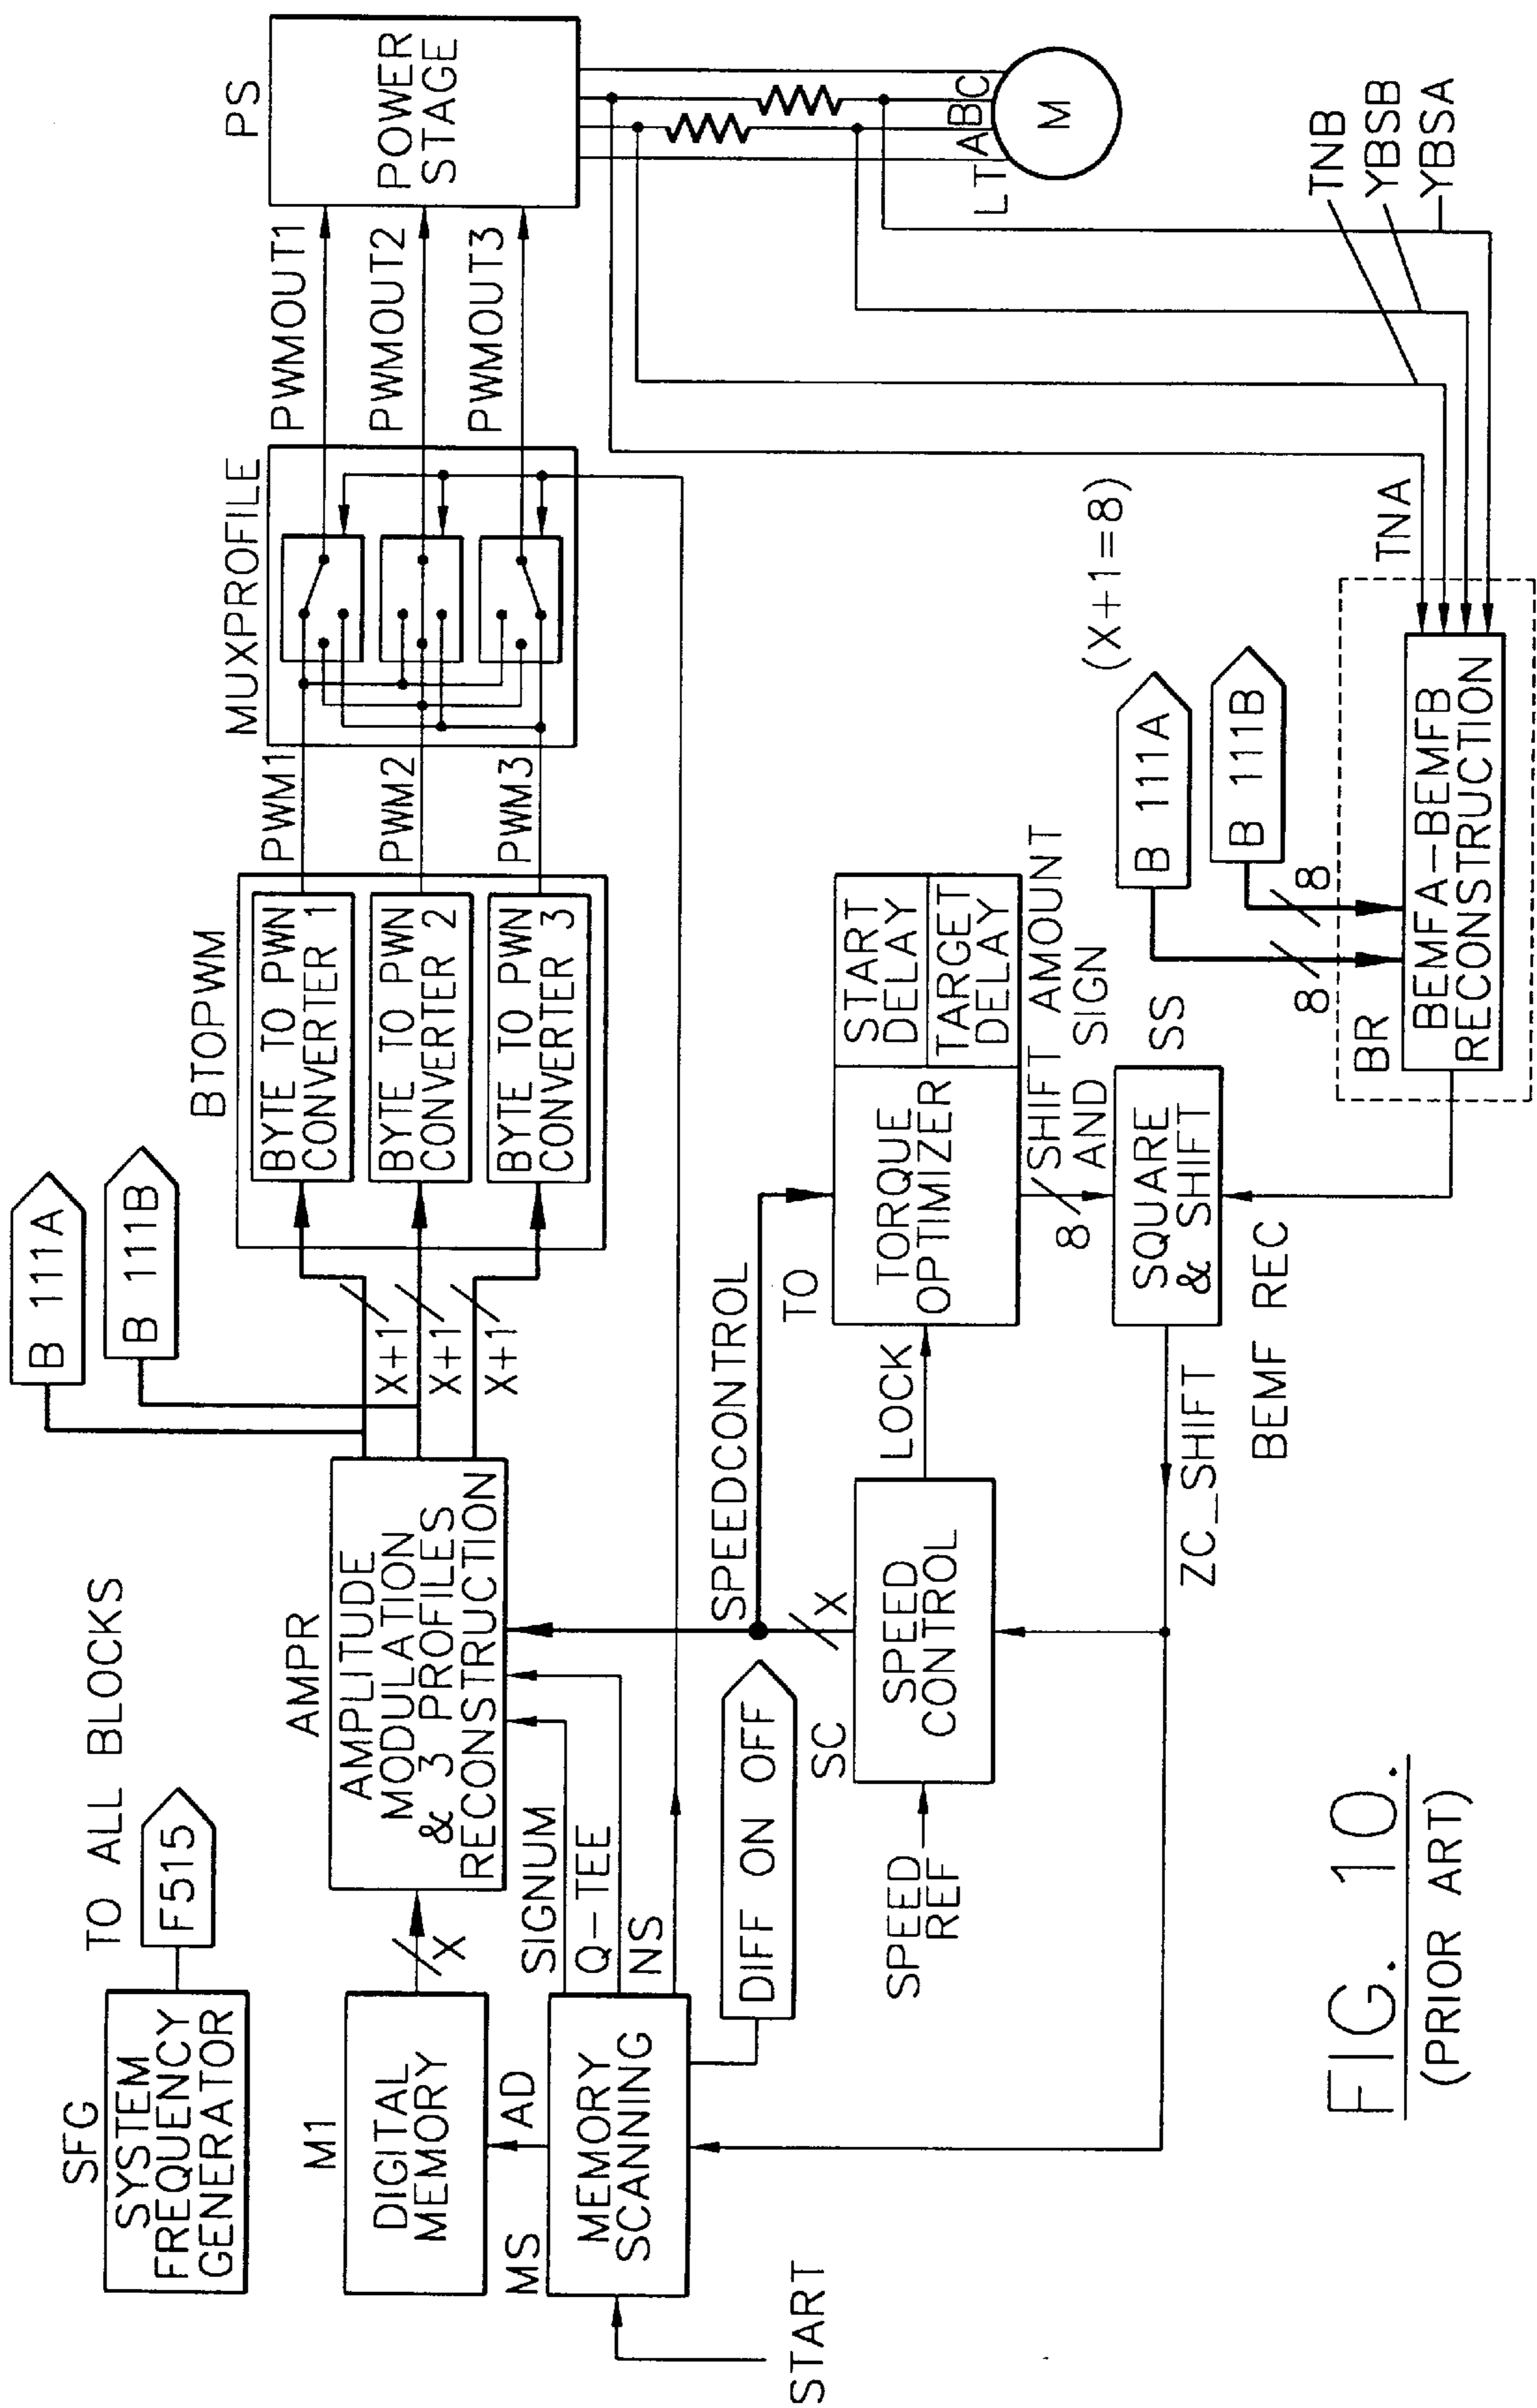 SFG
SYSTEM
FREQUENCY
GENERATOR
TO ALL BLOCKS
F515
M1
DIGITAL
MEMORY
X
AD
MS
MEMORY
SCANNING
START
SIGNUM
Q-TEE
NS
DIFF ON OFF
AMPR
AMPLITUDE
MODULATION
& 3 PROFILES
RECONSTRUCTION
B 111A
B 111B
X+1
X+1
X+1
BTOPWM
BYTE TO PWN
CONVERTER 1
BYTE TO PWN
CONVERTER 2
BYTE TO PWN
CONVERTER 3
PWM1
PWM2
PWM3
MUXPROFILE
PWMOUT1
PWMOUT2
PWMOUT3
PS
POWER
STAGE
LT A B C
M
SPEEDCONTROL
X
SC
SPEED
CONTROL
SPEED
REF
LOCK
TO
TORQUE
OPTIMIZER
START
DELAY
TARGET
DELAY
8
SHIFT AMOUNT
AND SIGN
SS
SQUARE
& SHIFT
ZC_SHIFT
BEMF REC
B 111A
B 111B
(X+1=8)
8
8
BR
BEMFA-BEMFB
RECONSTRUCTION
TNA
TNB
YBSB
YBSA
FIG. 10.
(PRIOR ART)